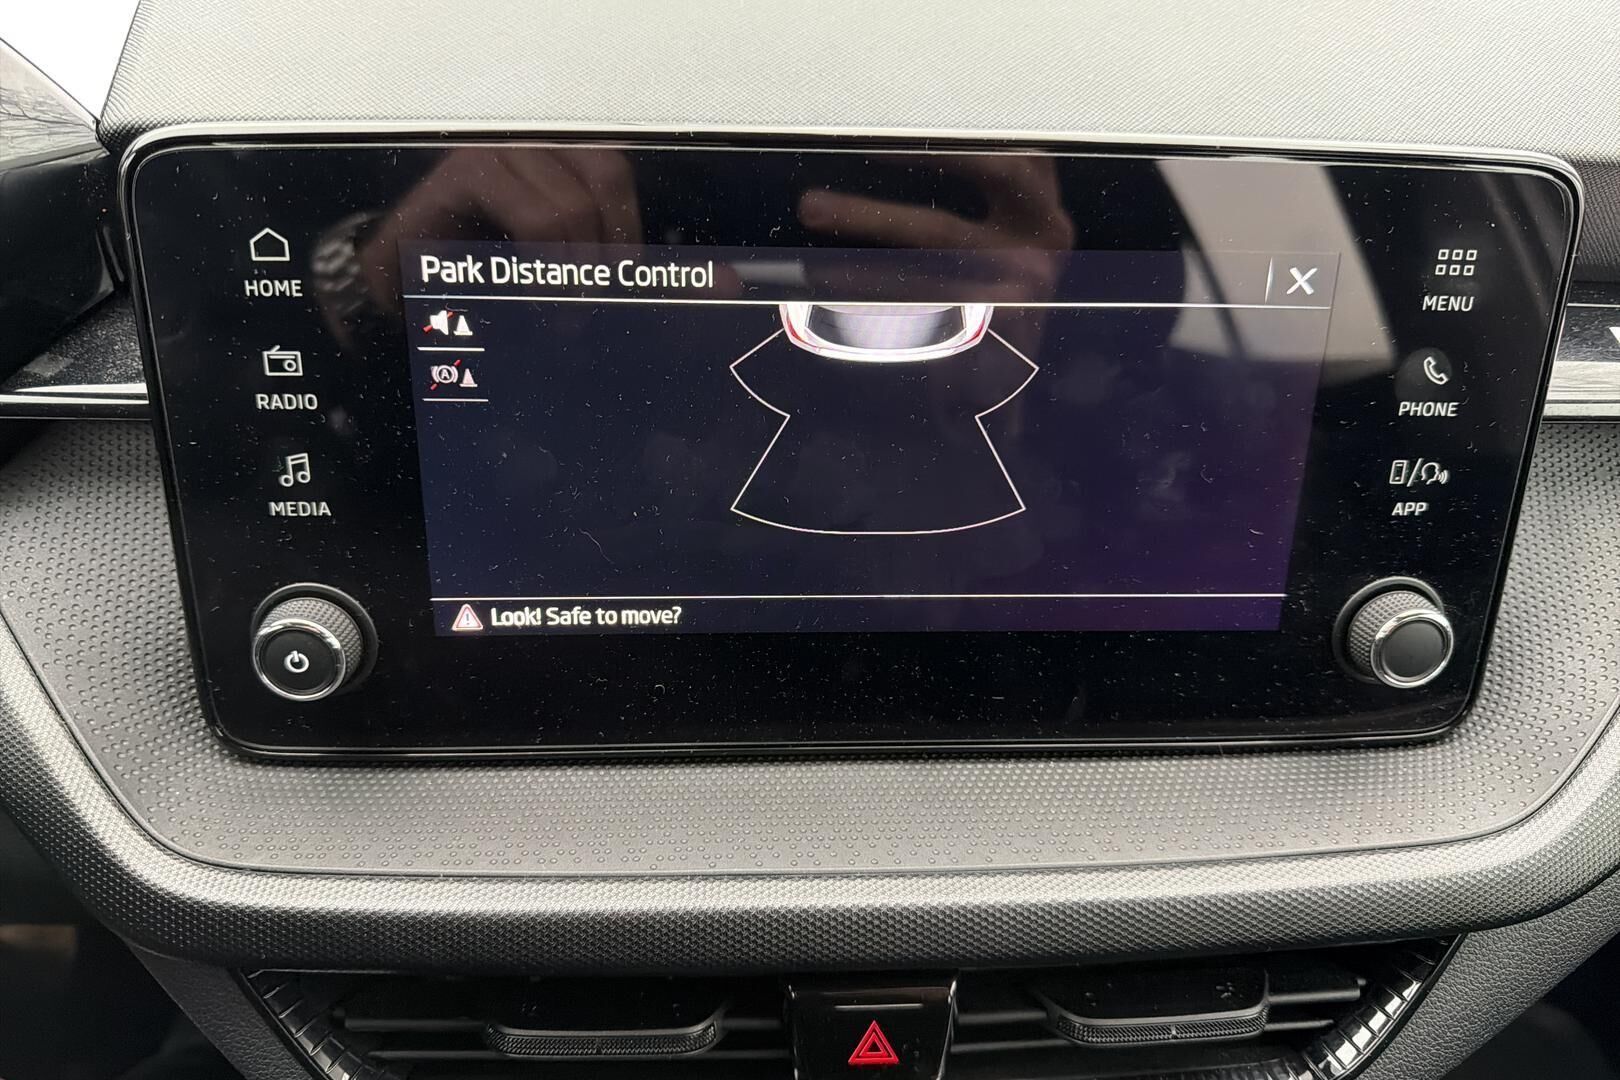 Park Distance Control
HOME
RADIO
MEDIA
MENU
PHONE
APP
A
Look! Safe to move?